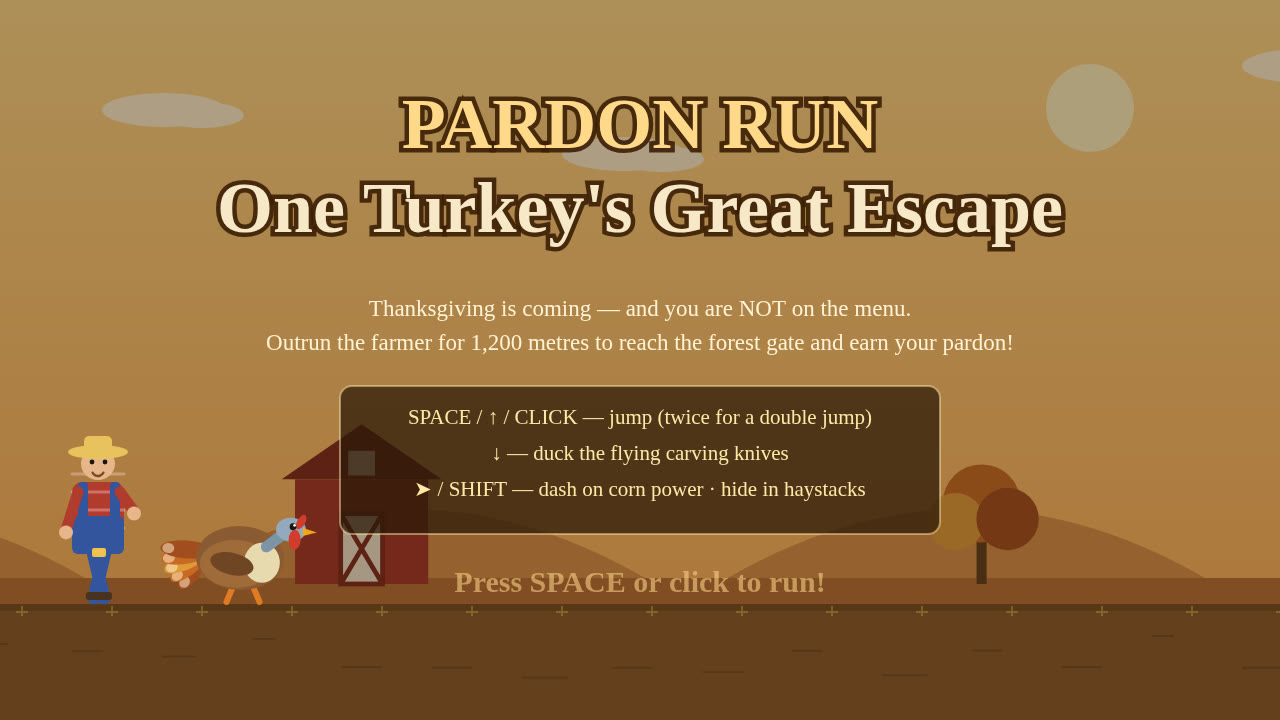 PARDON RUN
One Turkey's Great Escape
Thanksgiving is coming — and you are NOT on the menu.
Outrun the farmer for 1,200 metres to reach the forest gate and earn your pardon!
SPACE / ↑ / CLICK — jump (twice for a double jump)
↓ — duck the flying carving knives
➤ / SHIFT — dash on corn power · hide in haystacks
Press SPACE or click to run!